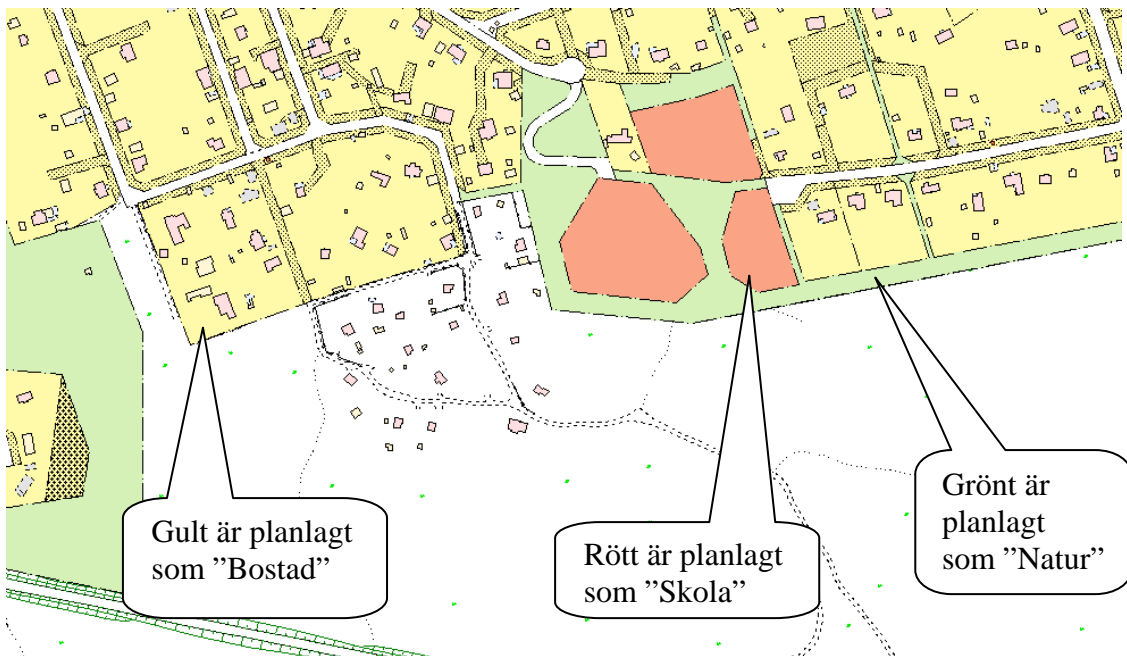 Gult är planlagt
som ”Bostad”
Rött är planlagt
som ”Skola”
Grönt är
planlagt
som ”Natur”